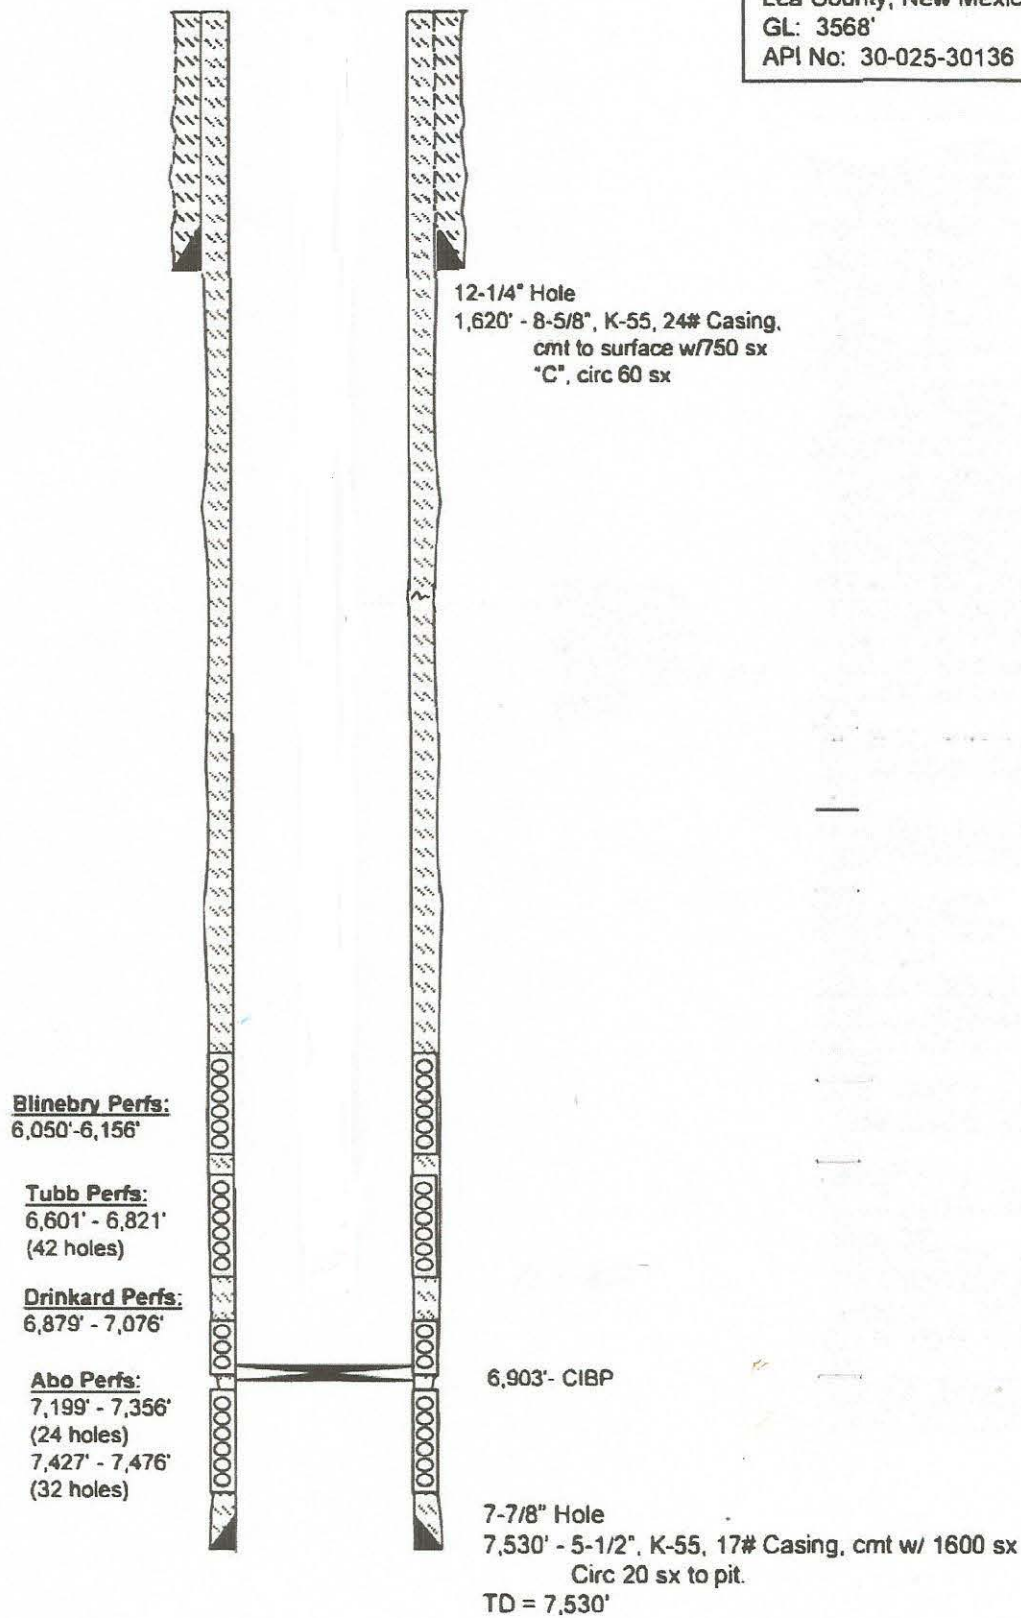 Lea County, New Mexic
GL: 3568'
API No: 30-025-30136
12-1/4" Hole
1,620' - 8-5/8", K-55, 24# Casing,
cmt to surface w/750 sx
"C", circ 60 sx
Blinebry Perfs:
6,050'-6,156'
Tubb Perfs:
6,601' - 6,821'
(42 holes)
Drinkard Perfs:
6,879' - 7,076'
6,903'- CIBP
Abo Perfs:
7,199' - 7,356'
(24 holes)
7,427' - 7,476'
(32 holes)
7-7/8" Hole
7,530' - 5-1/2", K-55, 17# Casing, cmt w/ 1600 sx
Circ 20 sx to pit.
TD = 7,530'